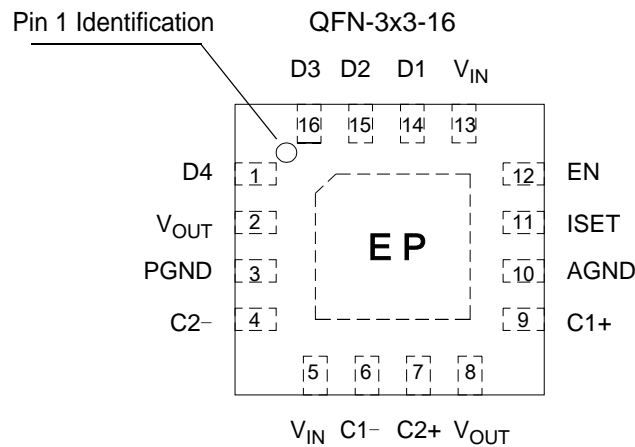 Pin 1 Identification
QFN-3x3-16
D3 D2 D1 VIN
16 15 14 13
D4 1 12 EN
VOUT 2 11 ISET
EP
PGND 3 10 AGND
C2− 4 9 C1+
5 6 7 8
VIN C1− C2+ VOUT